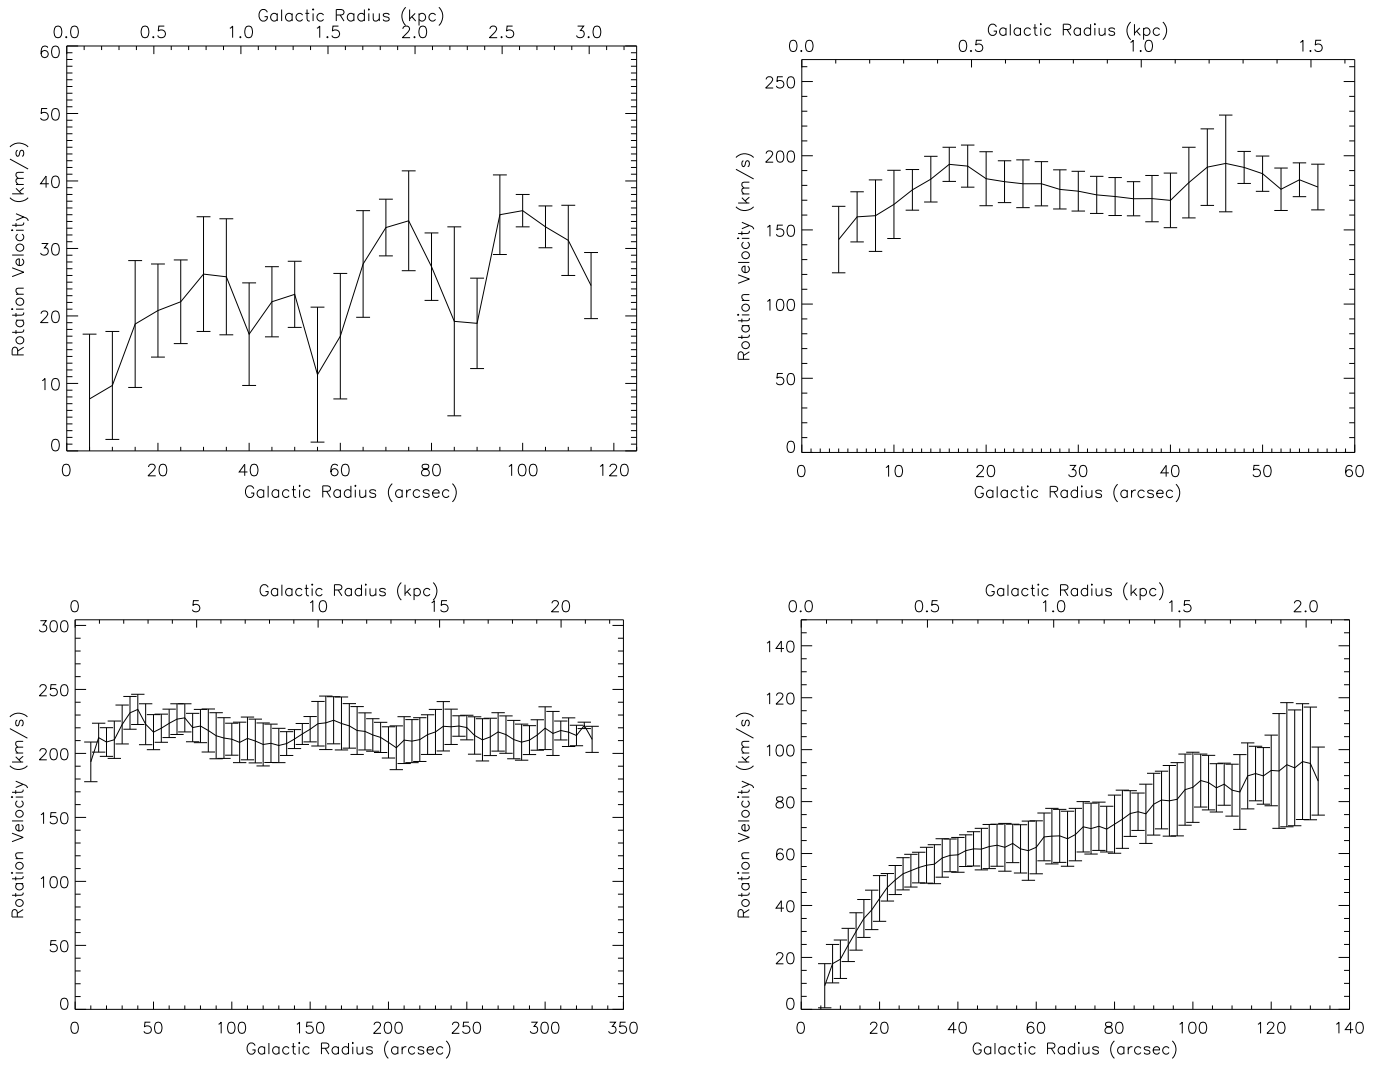 Galactic Radius (kpc)
0.0 0.5 1.0 1.5 2.0 2.5 3.0
60
50
40
30
20
10
0
Rotation Velocity (km/s)
0 20 40 60 80 100 120
Galactic Radius (arcsec)
Galactic Radius (kpc)
0.0 0.5 1.0 1.5
250
200
150
100
50
0
Rotation Velocity (km/s)
0 10 20 30 40 50 60
Galactic Radius (arcsec)
Galactic Radius (kpc)
0 5 10 15 20
300
250
200
150
100
50
0
Rotation Velocity (km/s)
0 50 100 150 200 250 300 350
Galactic Radius (arcsec)
Galactic Radius (kpc)
0.0 0.5 1.0 1.5 2.0
140
120
100
80
60
40
20
0
Rotation Velocity (km/s)
0 20 40 60 80 100 120 140
Galactic Radius (arcsec)